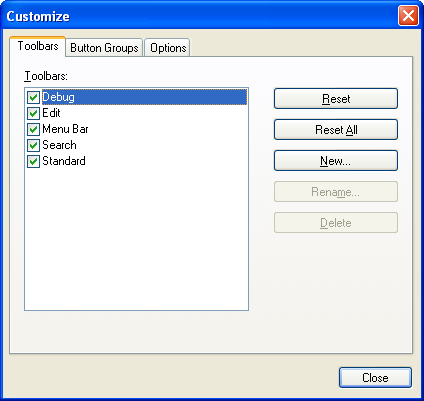 Customize
Toolbars Button Groups Options
Toolbars:
Debug
Edit
Menu Bar
Search
Standard
Reset
Reset All
New...
Rename...
Delete
Close